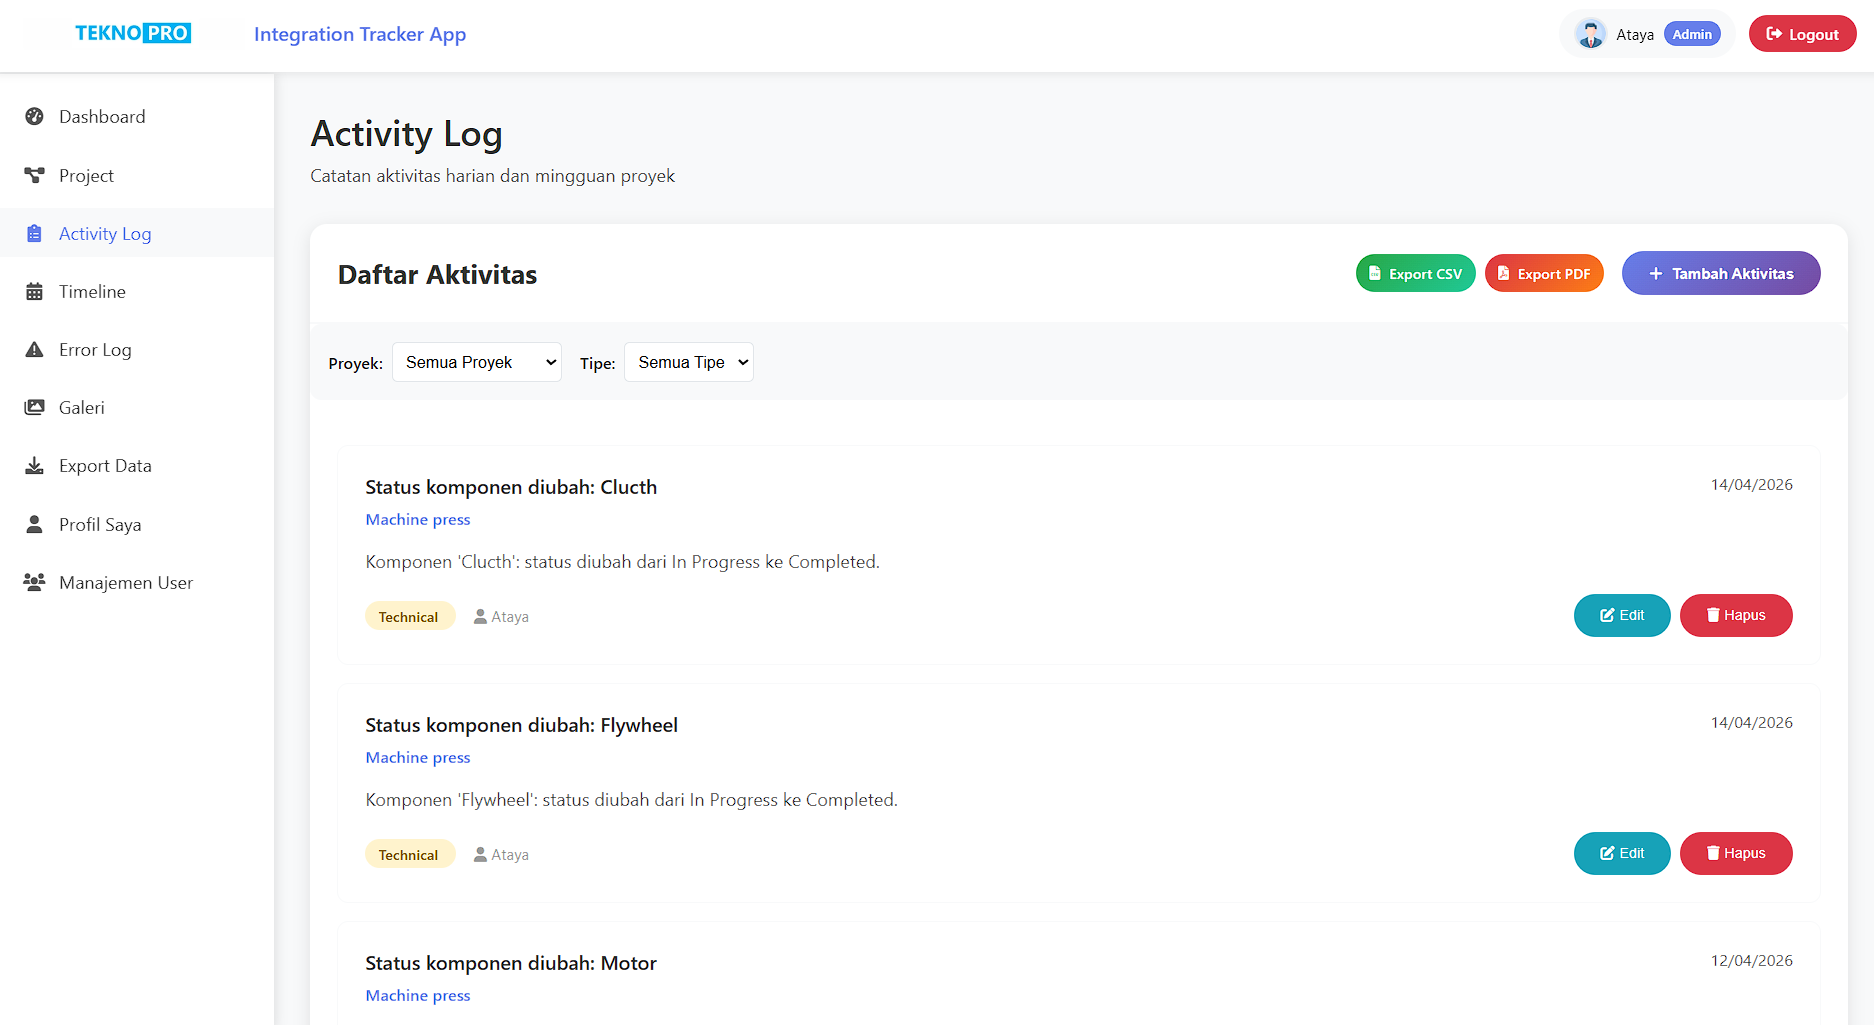 TEKNO PRO
Integration Tracker App
Ataya
Admin
Logout
Dashboard
Project
Activity Log
Timeline
Error Log
Galeri
Export Data
Profil Saya
Manajemen User
Activity Log
Catatan aktivitas harian dan mingguan proyek
Daftar Aktivitas
Export CSV
Export PDF
+ Tambah Aktivitas
Proyek:
Semua Proyek
Tipe:
Semua Tipe
Status komponen diubah: Clucth
14/04/2026
Machine press
Komponen 'Clucth': status diubah dari In Progress ke Completed.
Technical
Ataya
Edit
Hapus
Status komponen diubah: Flywheel
14/04/2026
Machine press
Komponen 'Flywheel': status diubah dari In Progress ke Completed.
Technical
Ataya
Edit
Hapus
Status komponen diubah: Motor
12/04/2026
Machine press